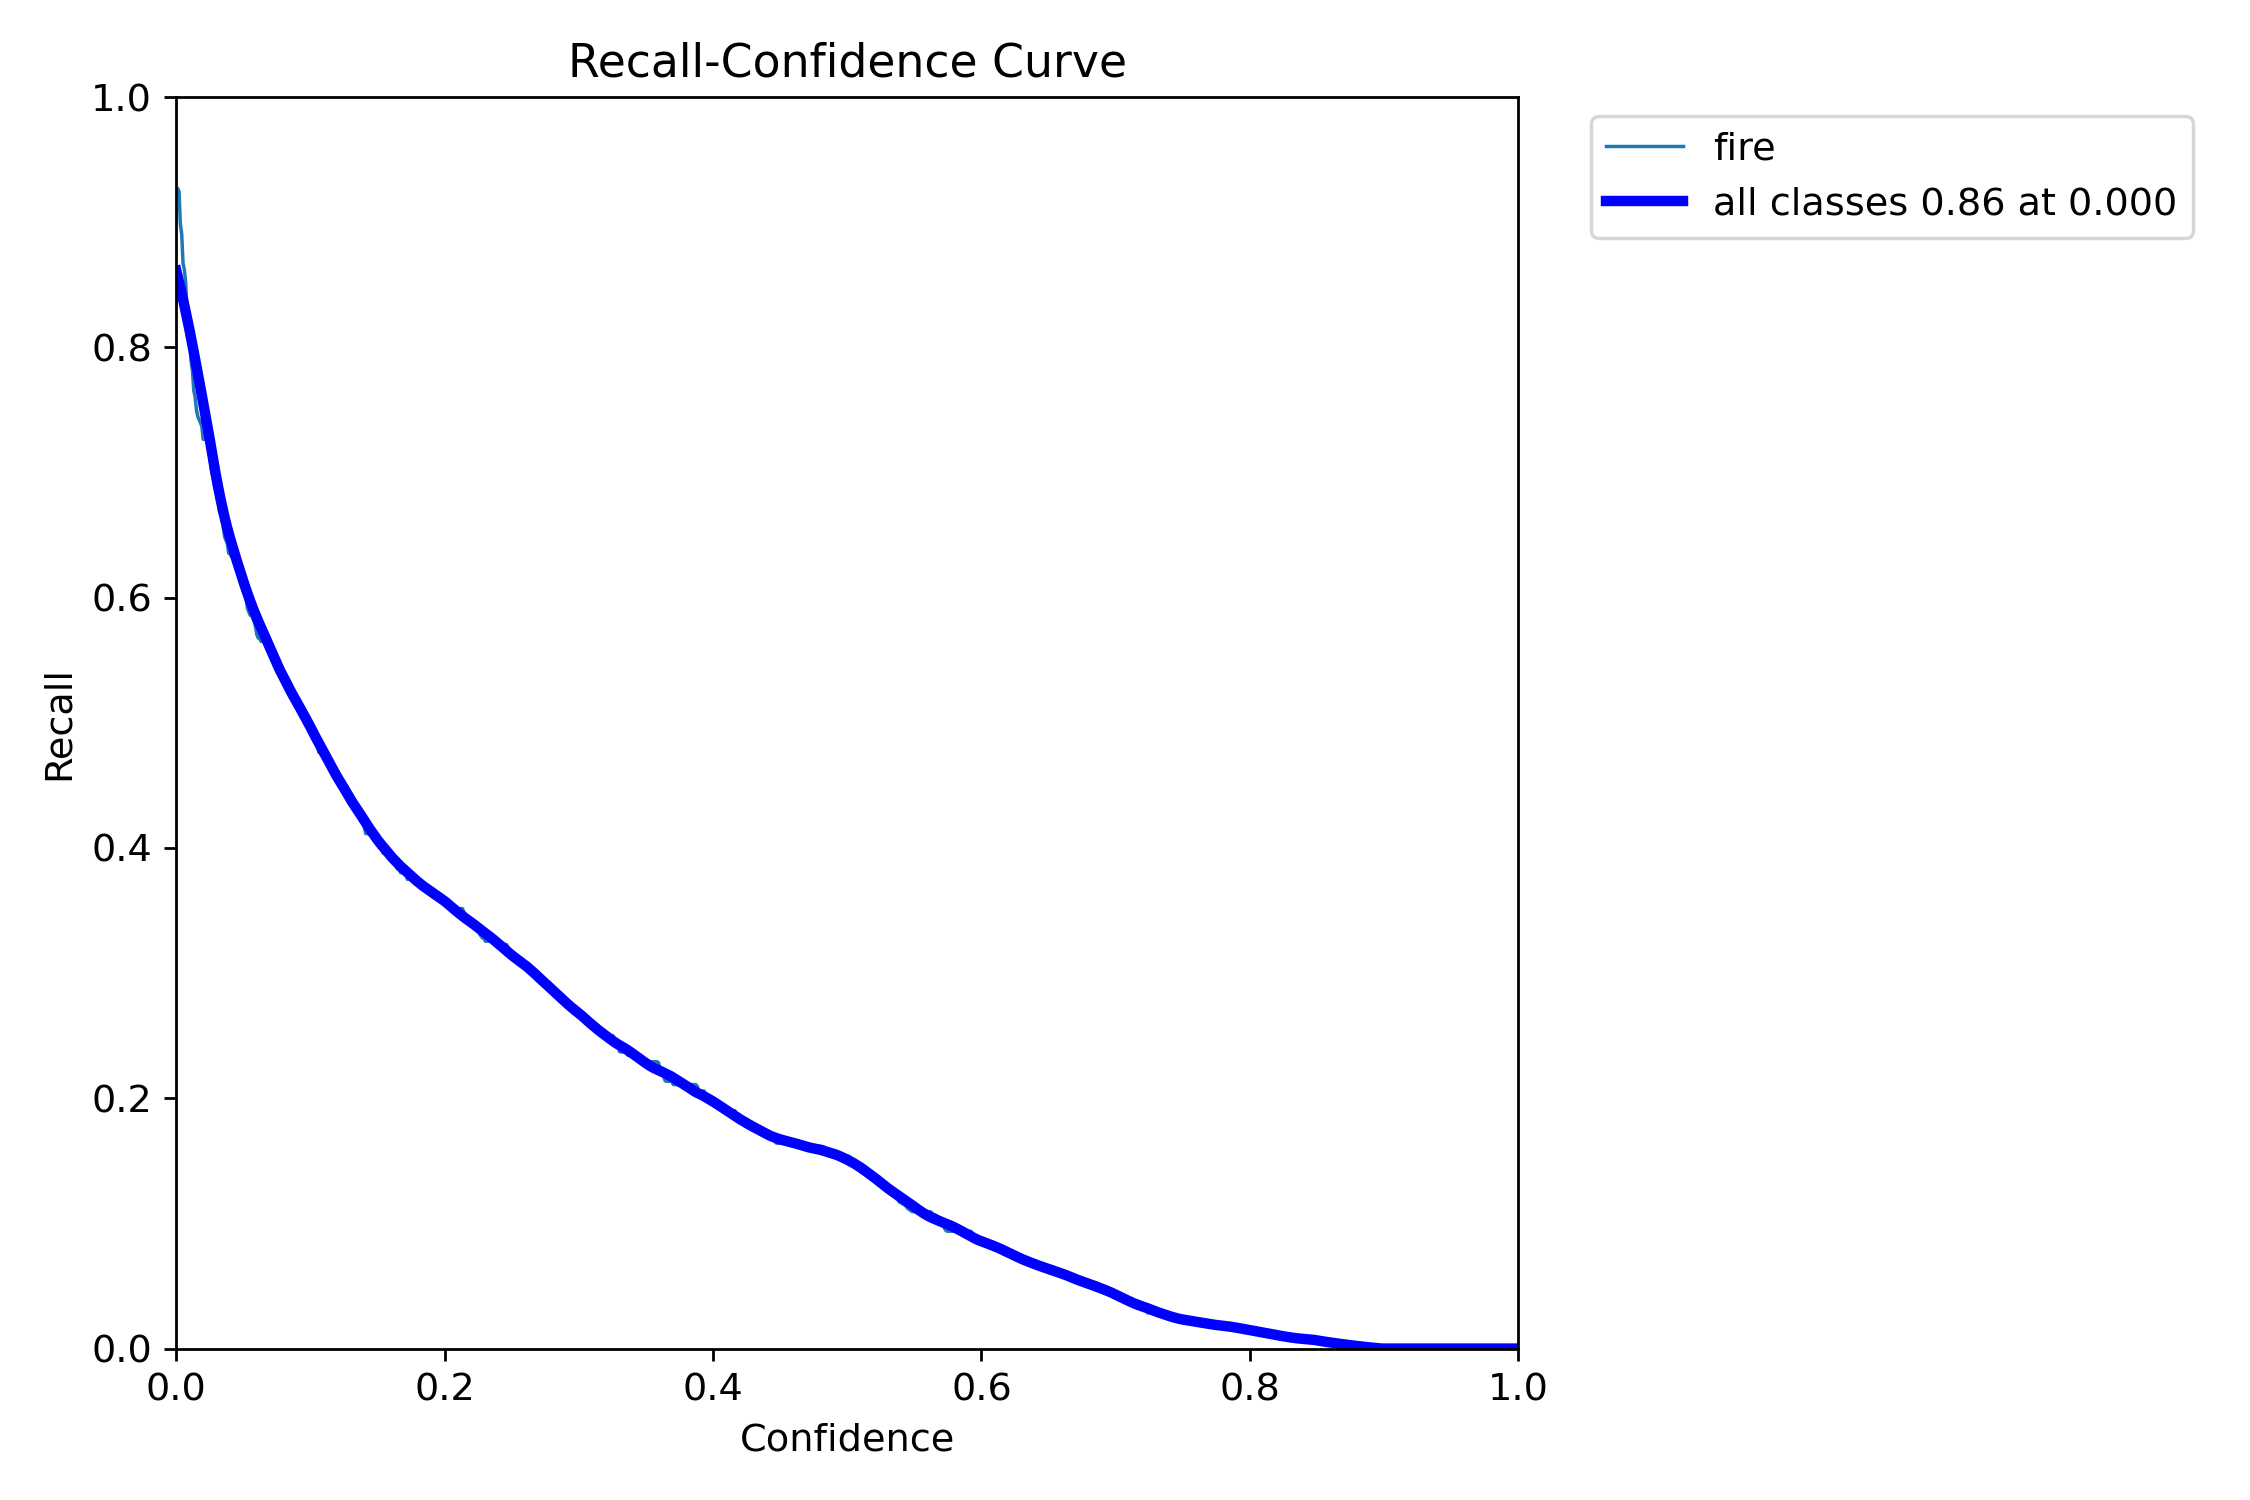 Recall-Confidence Curve
1.0
0.8
0.6
0.4
0.2
0.0
Recall
0.0 0.2 0.4 0.6 0.8 1.0
Confidence
fire
all classes 0.86 at 0.000